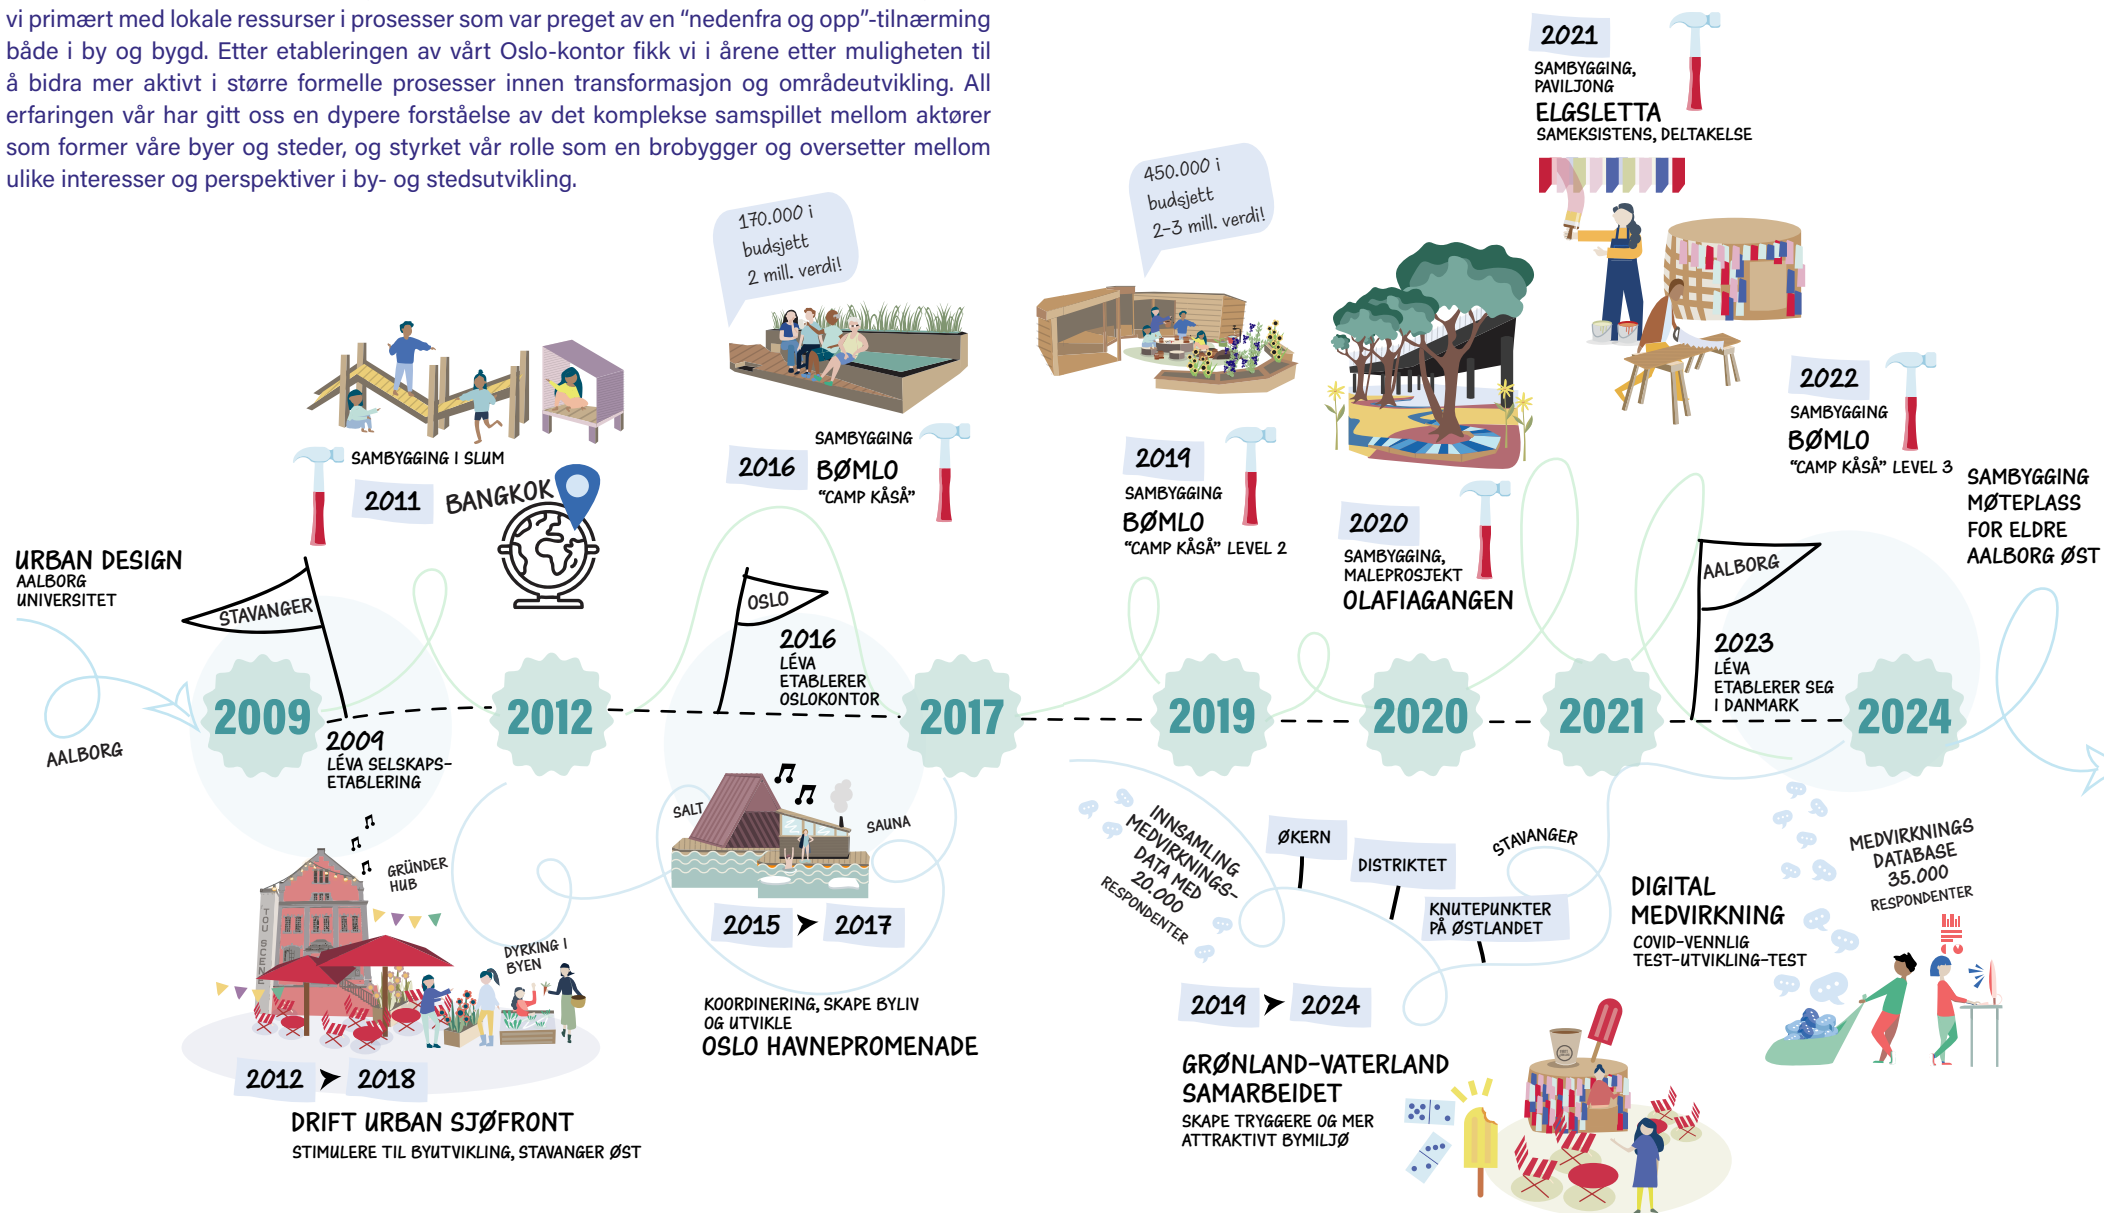 vi primært med lokale ressurser i prosesser som var preget av en “nedenfra og opp”-tilnærming
både i by og bygd. Etter etableringen av vårt Oslo-kontor fikk vi i årene etter muligheten til
å bidra mer aktivt i større formelle prosesser innen transformasjon og områdeutvikling. All
erfaringen vår har gitt oss en dypere forståelse av det komplekse samspillet mellom aktører
som former våre byer og steder, og styrket vår rolle som en brobygger og oversetter mellom
ulike interesser og perspektiver i by- og stedsutvikling.
2021
SAMBYGGING,
PAVILJONG
ELGSLETTA
SAMEKSISTENS, DELTAKELSE
170.000 i
budsjett
2 mill. verdi!
450.000 i
budsjett
2-3 mill. verdi!
SAMBYGGING I SLUM
2011
BANGKOK
2016
SAMBYGGING
BØMLO
“CAMP KÅSÅ”
2019
SAMBYGGING
BØMLO
“CAMP KÅSÅ” LEVEL 2
2020
SAMBYGGING,
MALEPROSJEKT
OLAFIAGANGEN
2022
SAMBYGGING
BØMLO
“CAMP KÅSÅ” LEVEL 3
SAMBYGGING
MØTEPLASS
FOR ELDRE
AALBORG ØST
URBAN DESIGN
AALBORG
UNIVERSITET
AALBORG
STAVANGER
2009
2009
LÉVA SELSKAPS-
ETABLERING
2012
OSLO
2016
LÉVA
ETABLERER
OSLOKONTOR
2017
2019
2020
2021
AALBORG
2023
LÉVA
ETABLERER SEG
I DANMARK
2024
GRÜNDER
HUB
TOU SCENE
DYRKING I
BYEN
2012
2018
DRIFT URBAN SJØFRONT
STIMULERE TIL BYUTVIKLING, STAVANGER ØST
SALT
SAUNA
2015
2017
KOORDINERING, SKAPE BYLIV
OG UTVIKLE
OSLO HAVNEPROMENADE
INNSAMLING
MEDVIRKNINGS-
DATA MED
20.000
RESPONDENTER
ØKERN
DISTRIKTET
KNUTEPUNKTER
PÅ ØSTLANDET
STAVANGER
2019
2024
GRØNLAND-VATERLAND
SAMARBEIDET
SKAPE TRYGGERE OG MER
ATTRAKTIVT BYMILJØ
DIGITAL
MEDVIRKNING
COVID-VENNLIG
TEST-UTVIKLING-TEST
MEDVIRKNINGS
DATABASE
35.000
RESPONDENTER